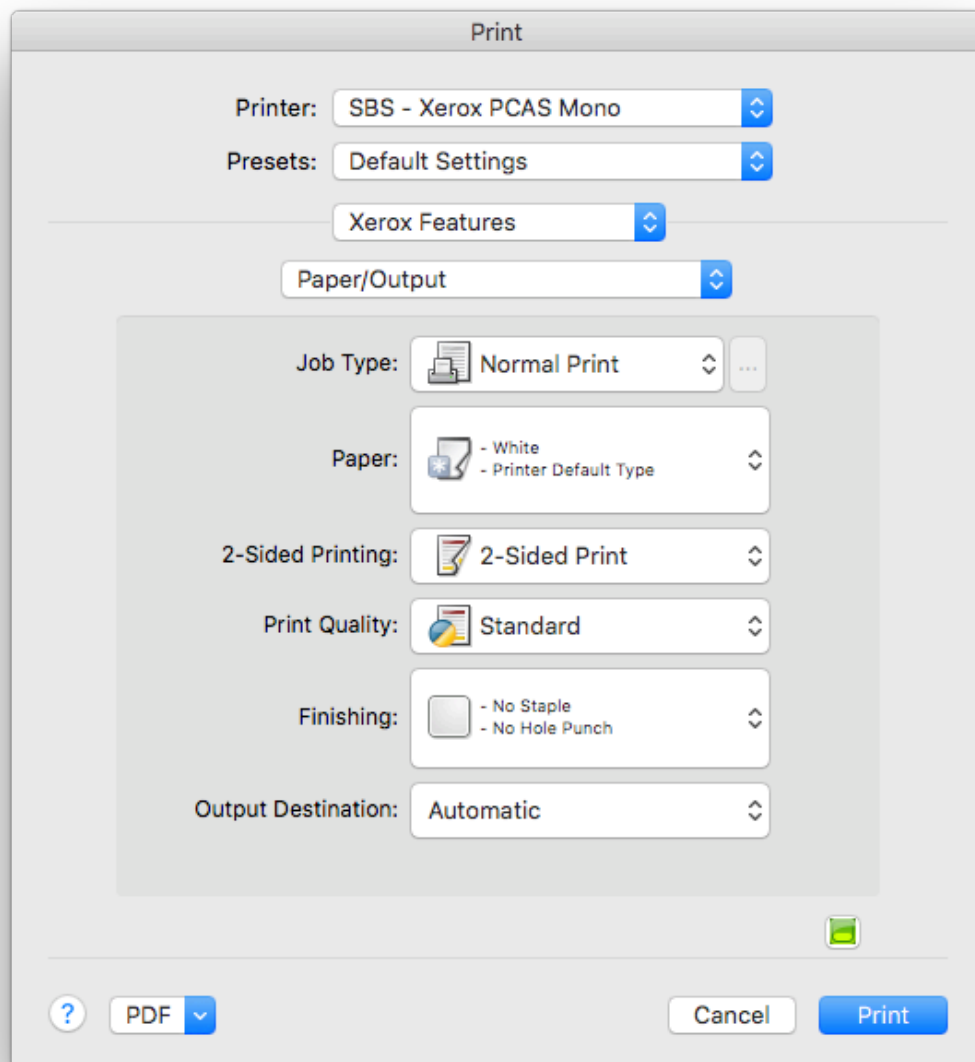 Print
Printer: SBS - Xerox PCAS Mono
Presets: Default Settings
Xerox Features
Paper/Output
Job Type: Normal Print ...
Paper: - White
- Printer Default Type
2-Sided Printing: 2-Sided Print
Print Quality: Standard
Finishing: - No Staple
- No Hole Punch
Output Destination: Automatic
? PDF Cancel Print